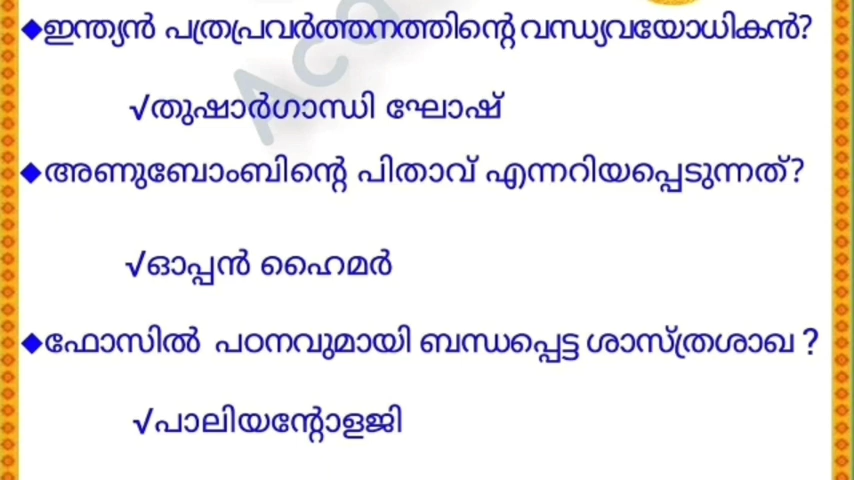 ◆ഇന്ത്യൻ പത്രപ്രവർത്തനത്തിന്റെ വന്ധ്യവയോധികൻ?
√തുഷാർഗാന്ധി ഘോഷ്
◆അണുബോംബിന്റെ പിതാവ് എന്നറിയപ്പെടുന്നത്?
√ഓപ്പൻ ഹൈമർ
◆ഫോസിൽ പഠനവുമായി ബന്ധപ്പെട്ട ശാസ്ത്രശാഖ ?
√പാലിയന്റോളജി